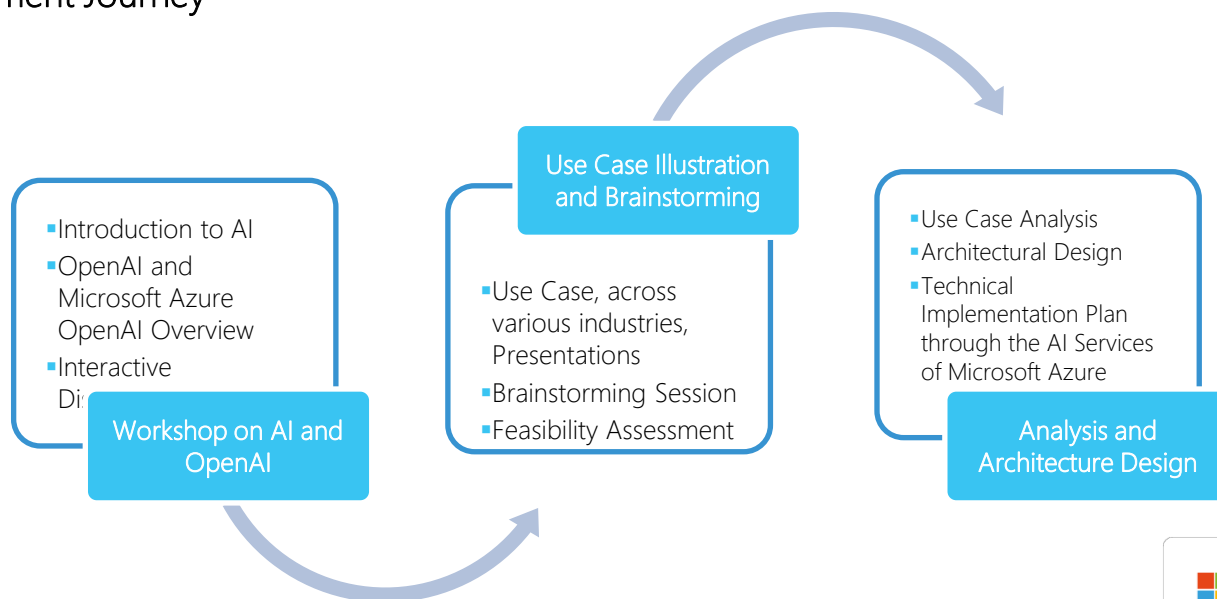 Journey
Use Case Illustration
and Brainstorming
▪Introduction to AI
▪OpenAI and
Microsoft Azure
OpenAI Overview
▪Interactive
Workshop on AI and
OpenAI
▪Use Case, across
various industries,
Presentations
▪Brainstorming Session
▪Feasibility Assessment
▪Use Case Analysis
▪Architectural Design
▪Technical
Implementation Plan
through the AI Services
of Microsoft Azure
Analysis and
Architecture Design